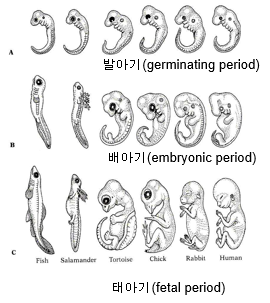 A
발아기(germinating period)
B
배아기(embryonic period)
C
Fish Salamander Tortoise Chick Rabbit Human
태아기(fetal period)